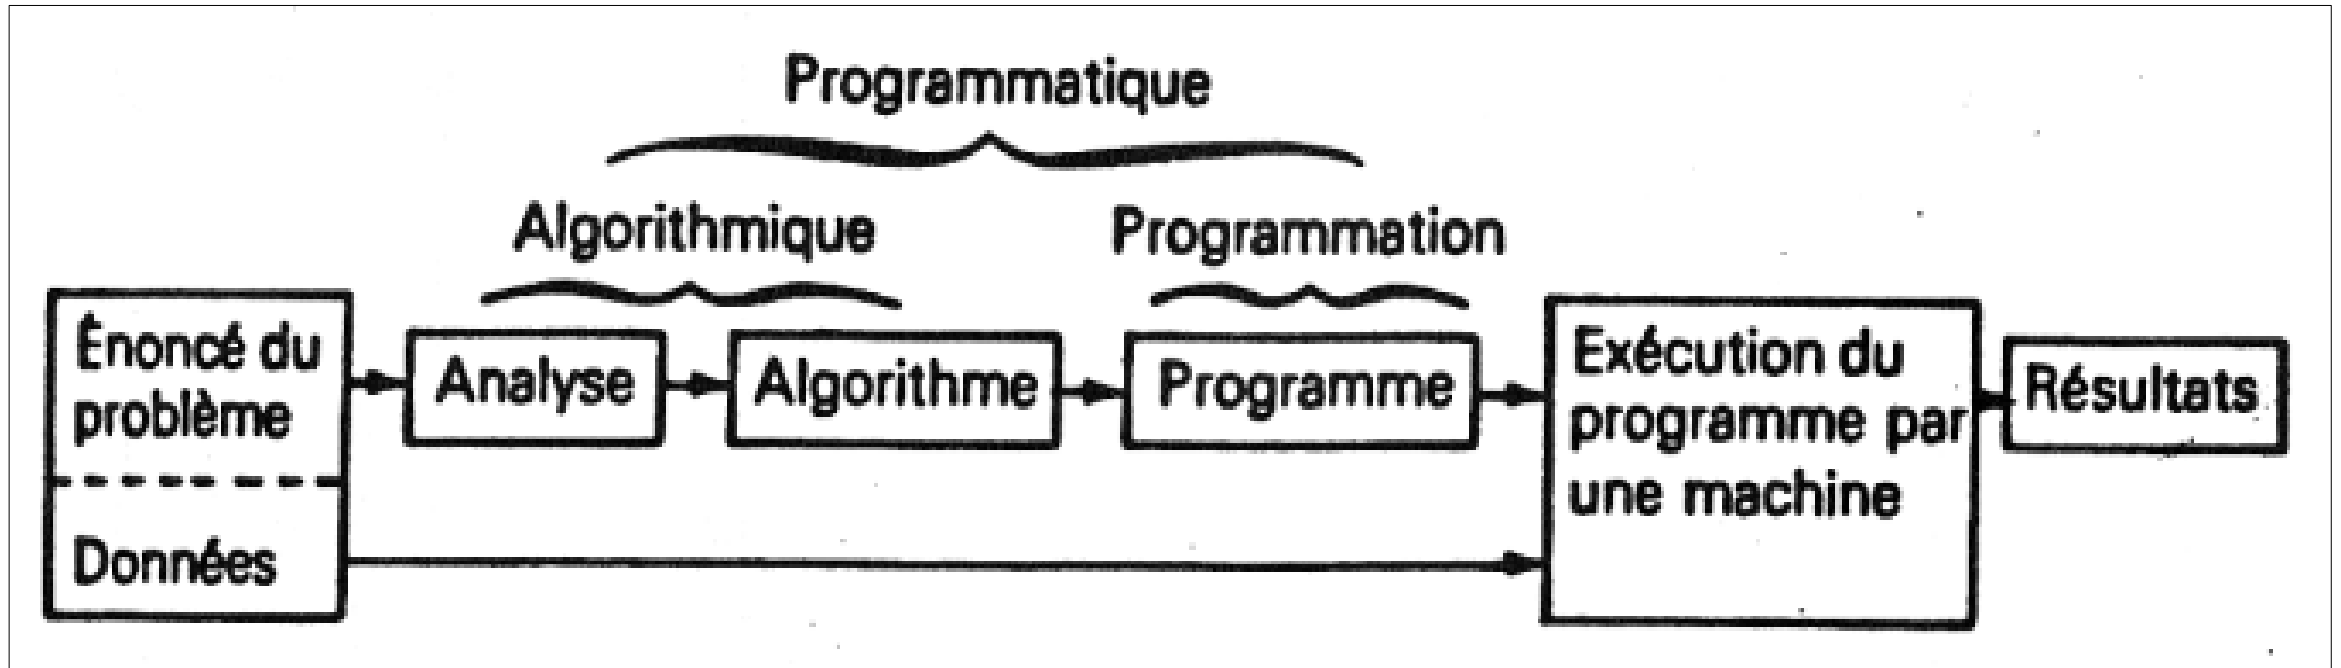 Programmatique
Algorithmique
Programmation
Énoncé du
problème
Données
Analyse
Algorithme
Programme
Exécution du
programme par
une machine
Résultats